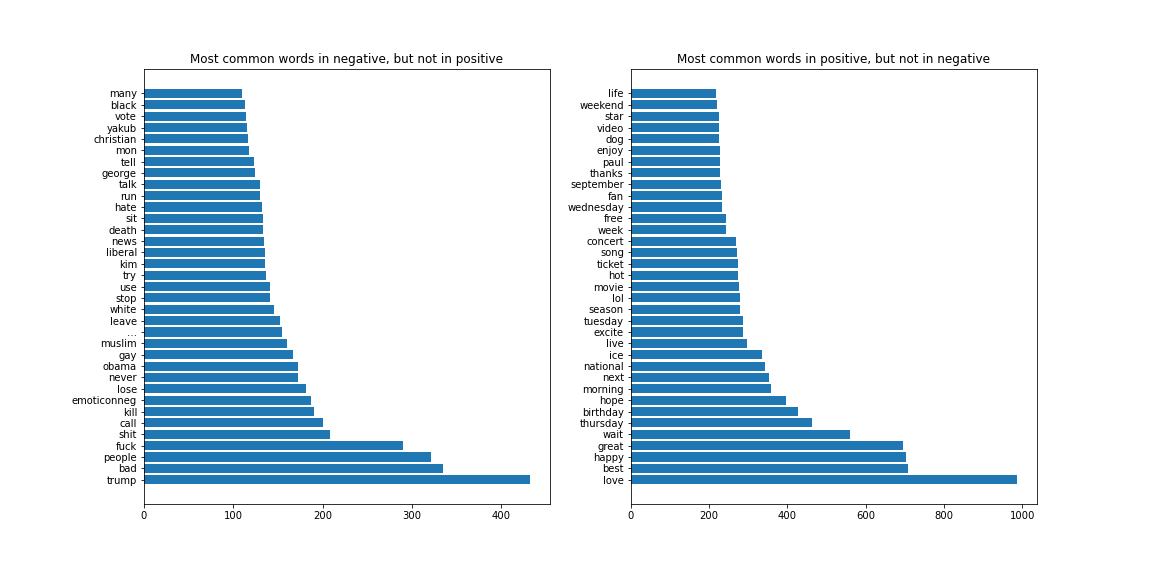 Most common words in negative, but not in positive
many
black
vote
yakub
christian
mon
tell
george
talk
run
hate
sit
death
news
liberal
kim
try
use
stop
white
leave
...
muslim
gay
obama
never
lose
emoticonneg
kill
call
shit
fuck
people
bad
trump
0 100 200 300 400
Most common words in positive, but not in negative
life
weekend
star
video
dog
enjoy
paul
thanks
september
fan
wednesday
free
week
concert
song
ticket
hot
movie
lol
season
tuesday
excite
live
ice
national
next
morning
hope
birthday
thursday
wait
great
happy
best
love
0 200 400 600 800 1000